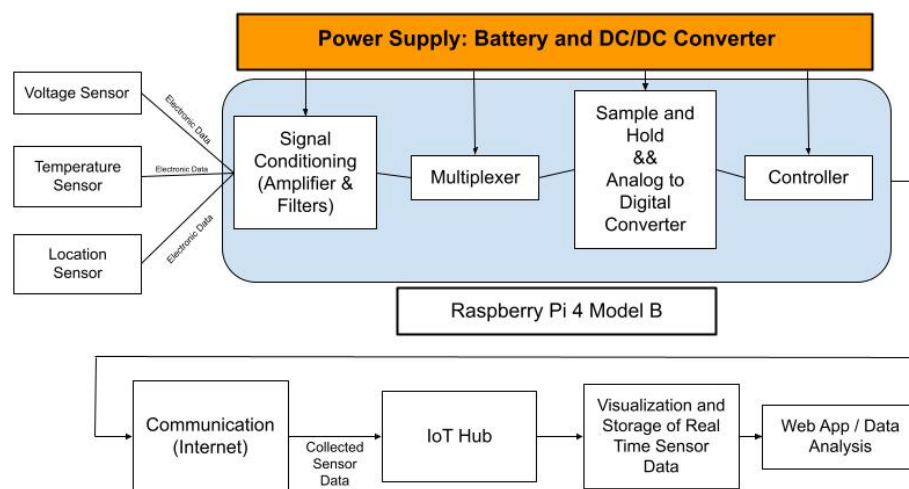 Power Supply: Battery and DC/DC Converter
Voltage Sensor
Electronic Data
Temperature
Sensor
Electronic Data
Location
Sensor
Electronic Data
Signal
Conditioning
(Amplifier &
Filters)
Multiplexer
Sample and
Hold
&&
Analog to
Digital
Converter
Controller
Raspberry Pi 4 Model B
Communication
(Internet)
Collected
Sensor
Data
IoT Hub
Visualization and
Storage of Real
Time Sensor
Data
Web App / Data
Analysis